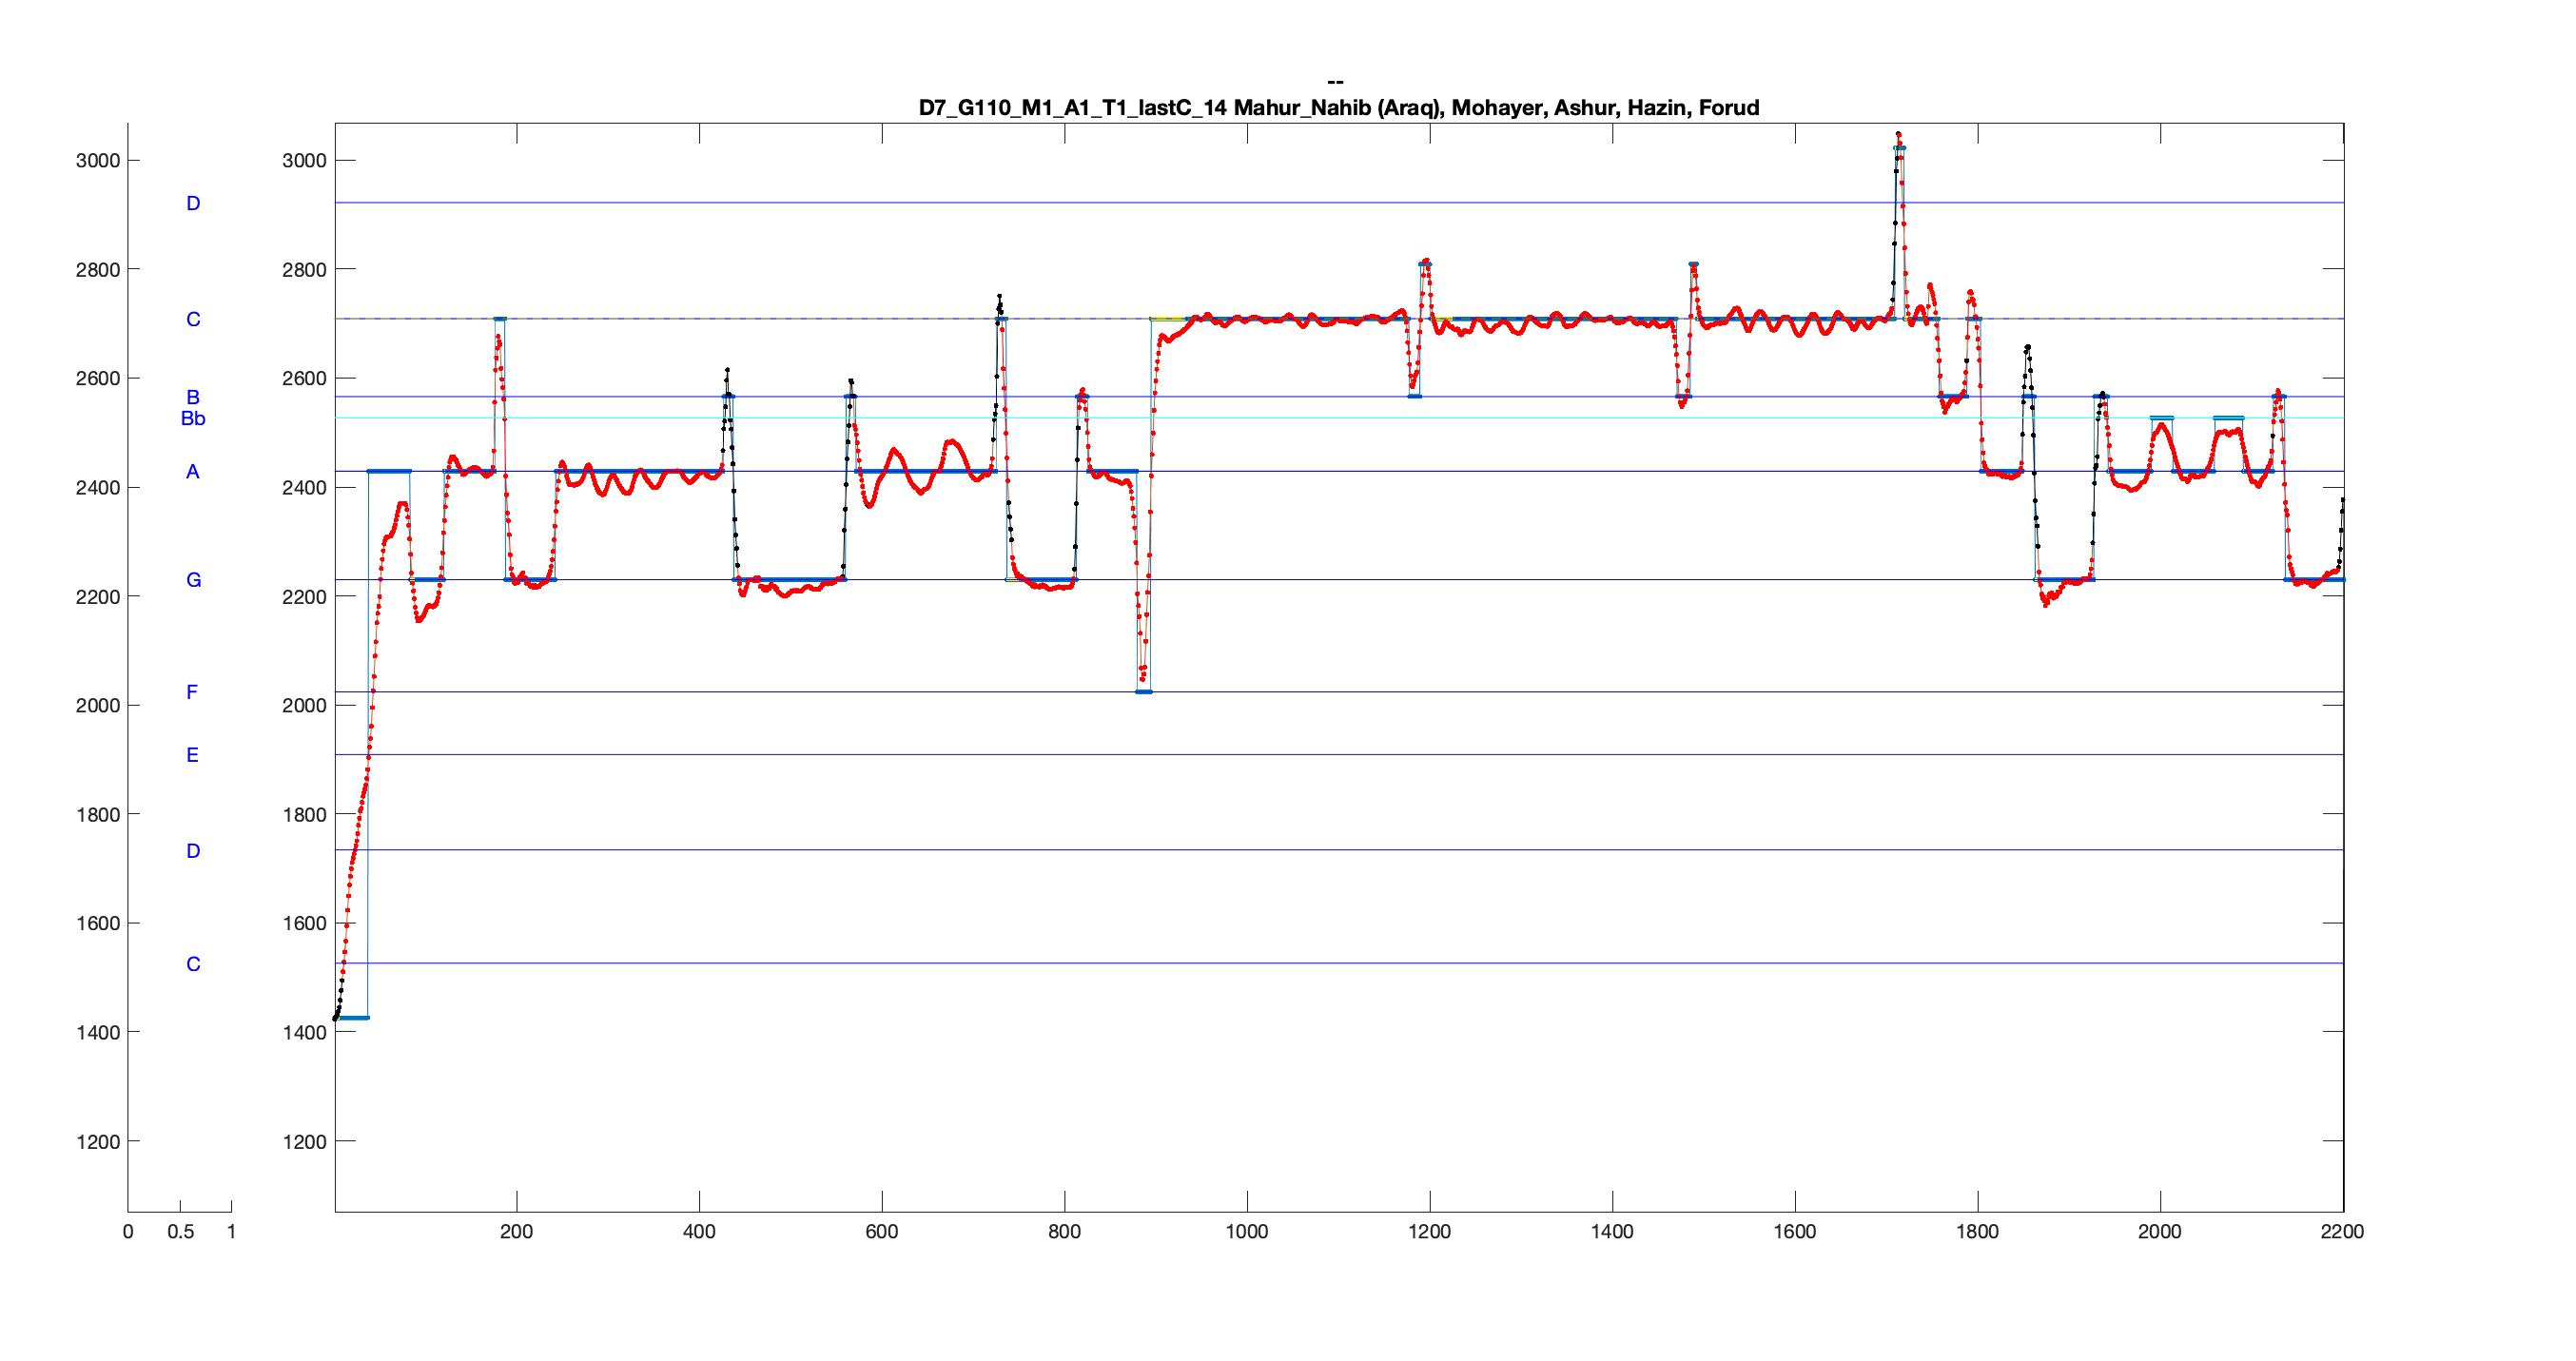 --
D7_G110_M1_A1_T1_lastC_14 Mahur_Nahib (Araq), Mohayer, Ashur, Hazin, Forud
3000 3000
D
2800 2800
C
2600 2600
B
Bb
A
2400 2400
G
2200 2200
F
2000 2000
E
1800 1800
D
1600 1600
C
1400 1400
1200 1200
0 0.5 1 200 400 600 800 1000 1200 1400 1600 1800 2000 2200